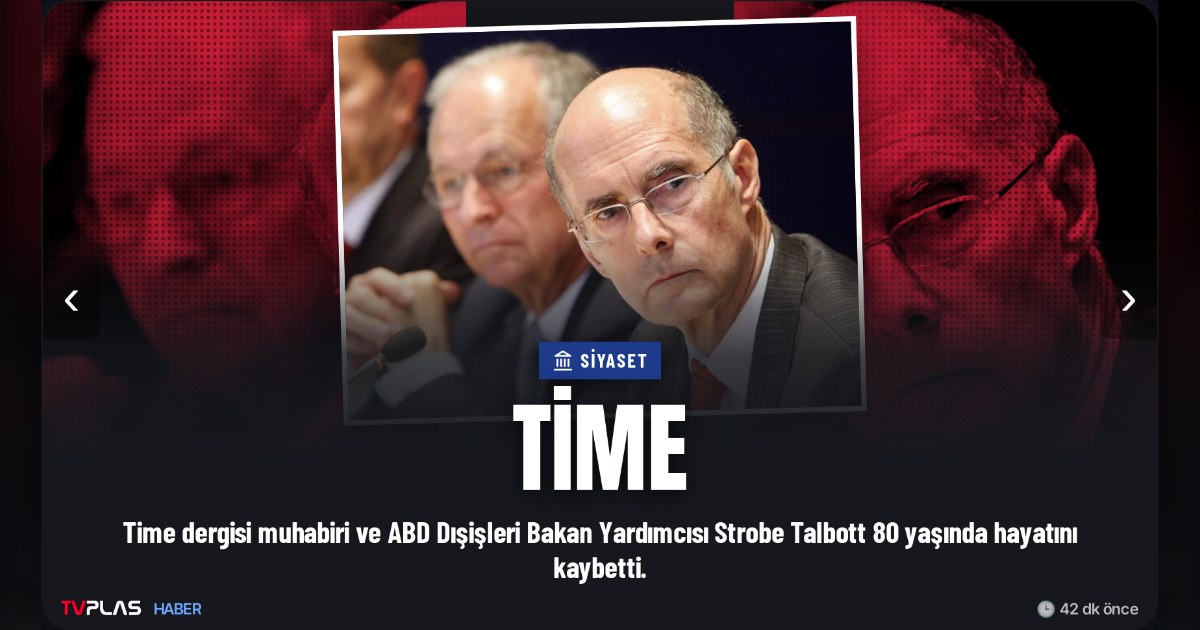 SİYASET
TİME
Time dergisi muhabiri ve ABD Dışişleri Bakan Yardımcısı Strobe Talbott 80 yaşında hayatını
kaybetti.
TVPLAS HABER
42 dk önce